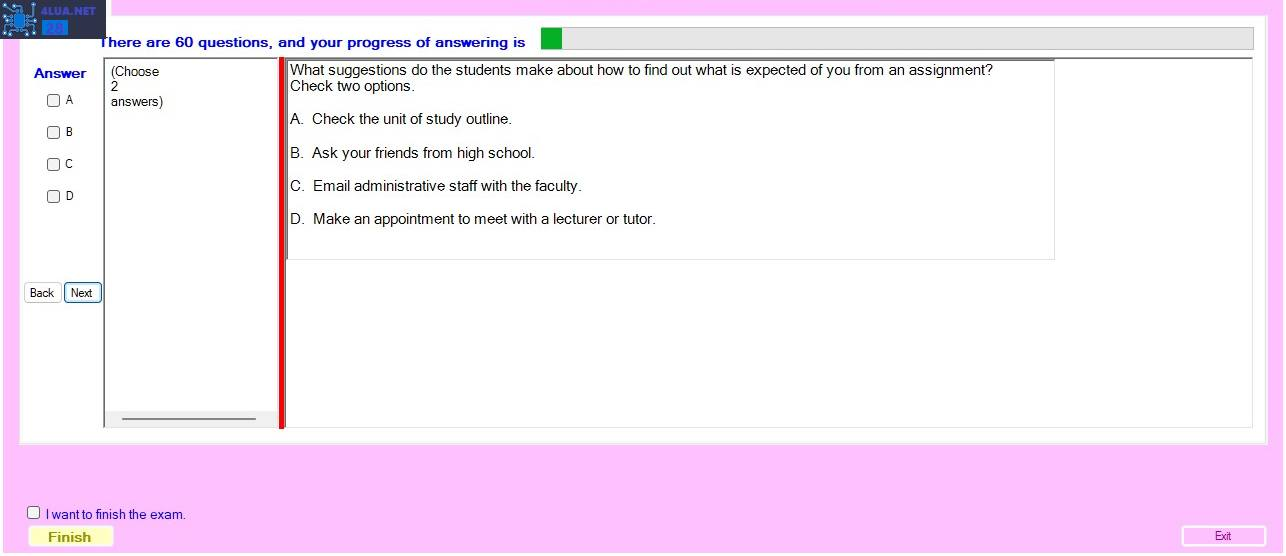 4LUA.NET
28
There are 60 questions, and your progress of answering is
Answer
(Choose
2
answers)
A
B
C
D
What suggestions do the students make about how to find out what is expected of you from an assignment?
Check two options.
A. Check the unit of study outline.
B. Ask your friends from high school.
C. Email administrative staff with the faculty.
D. Make an appointment to meet with a lecturer or tutor.
Back
Next
I want to finish the exam.
Finish
Exit